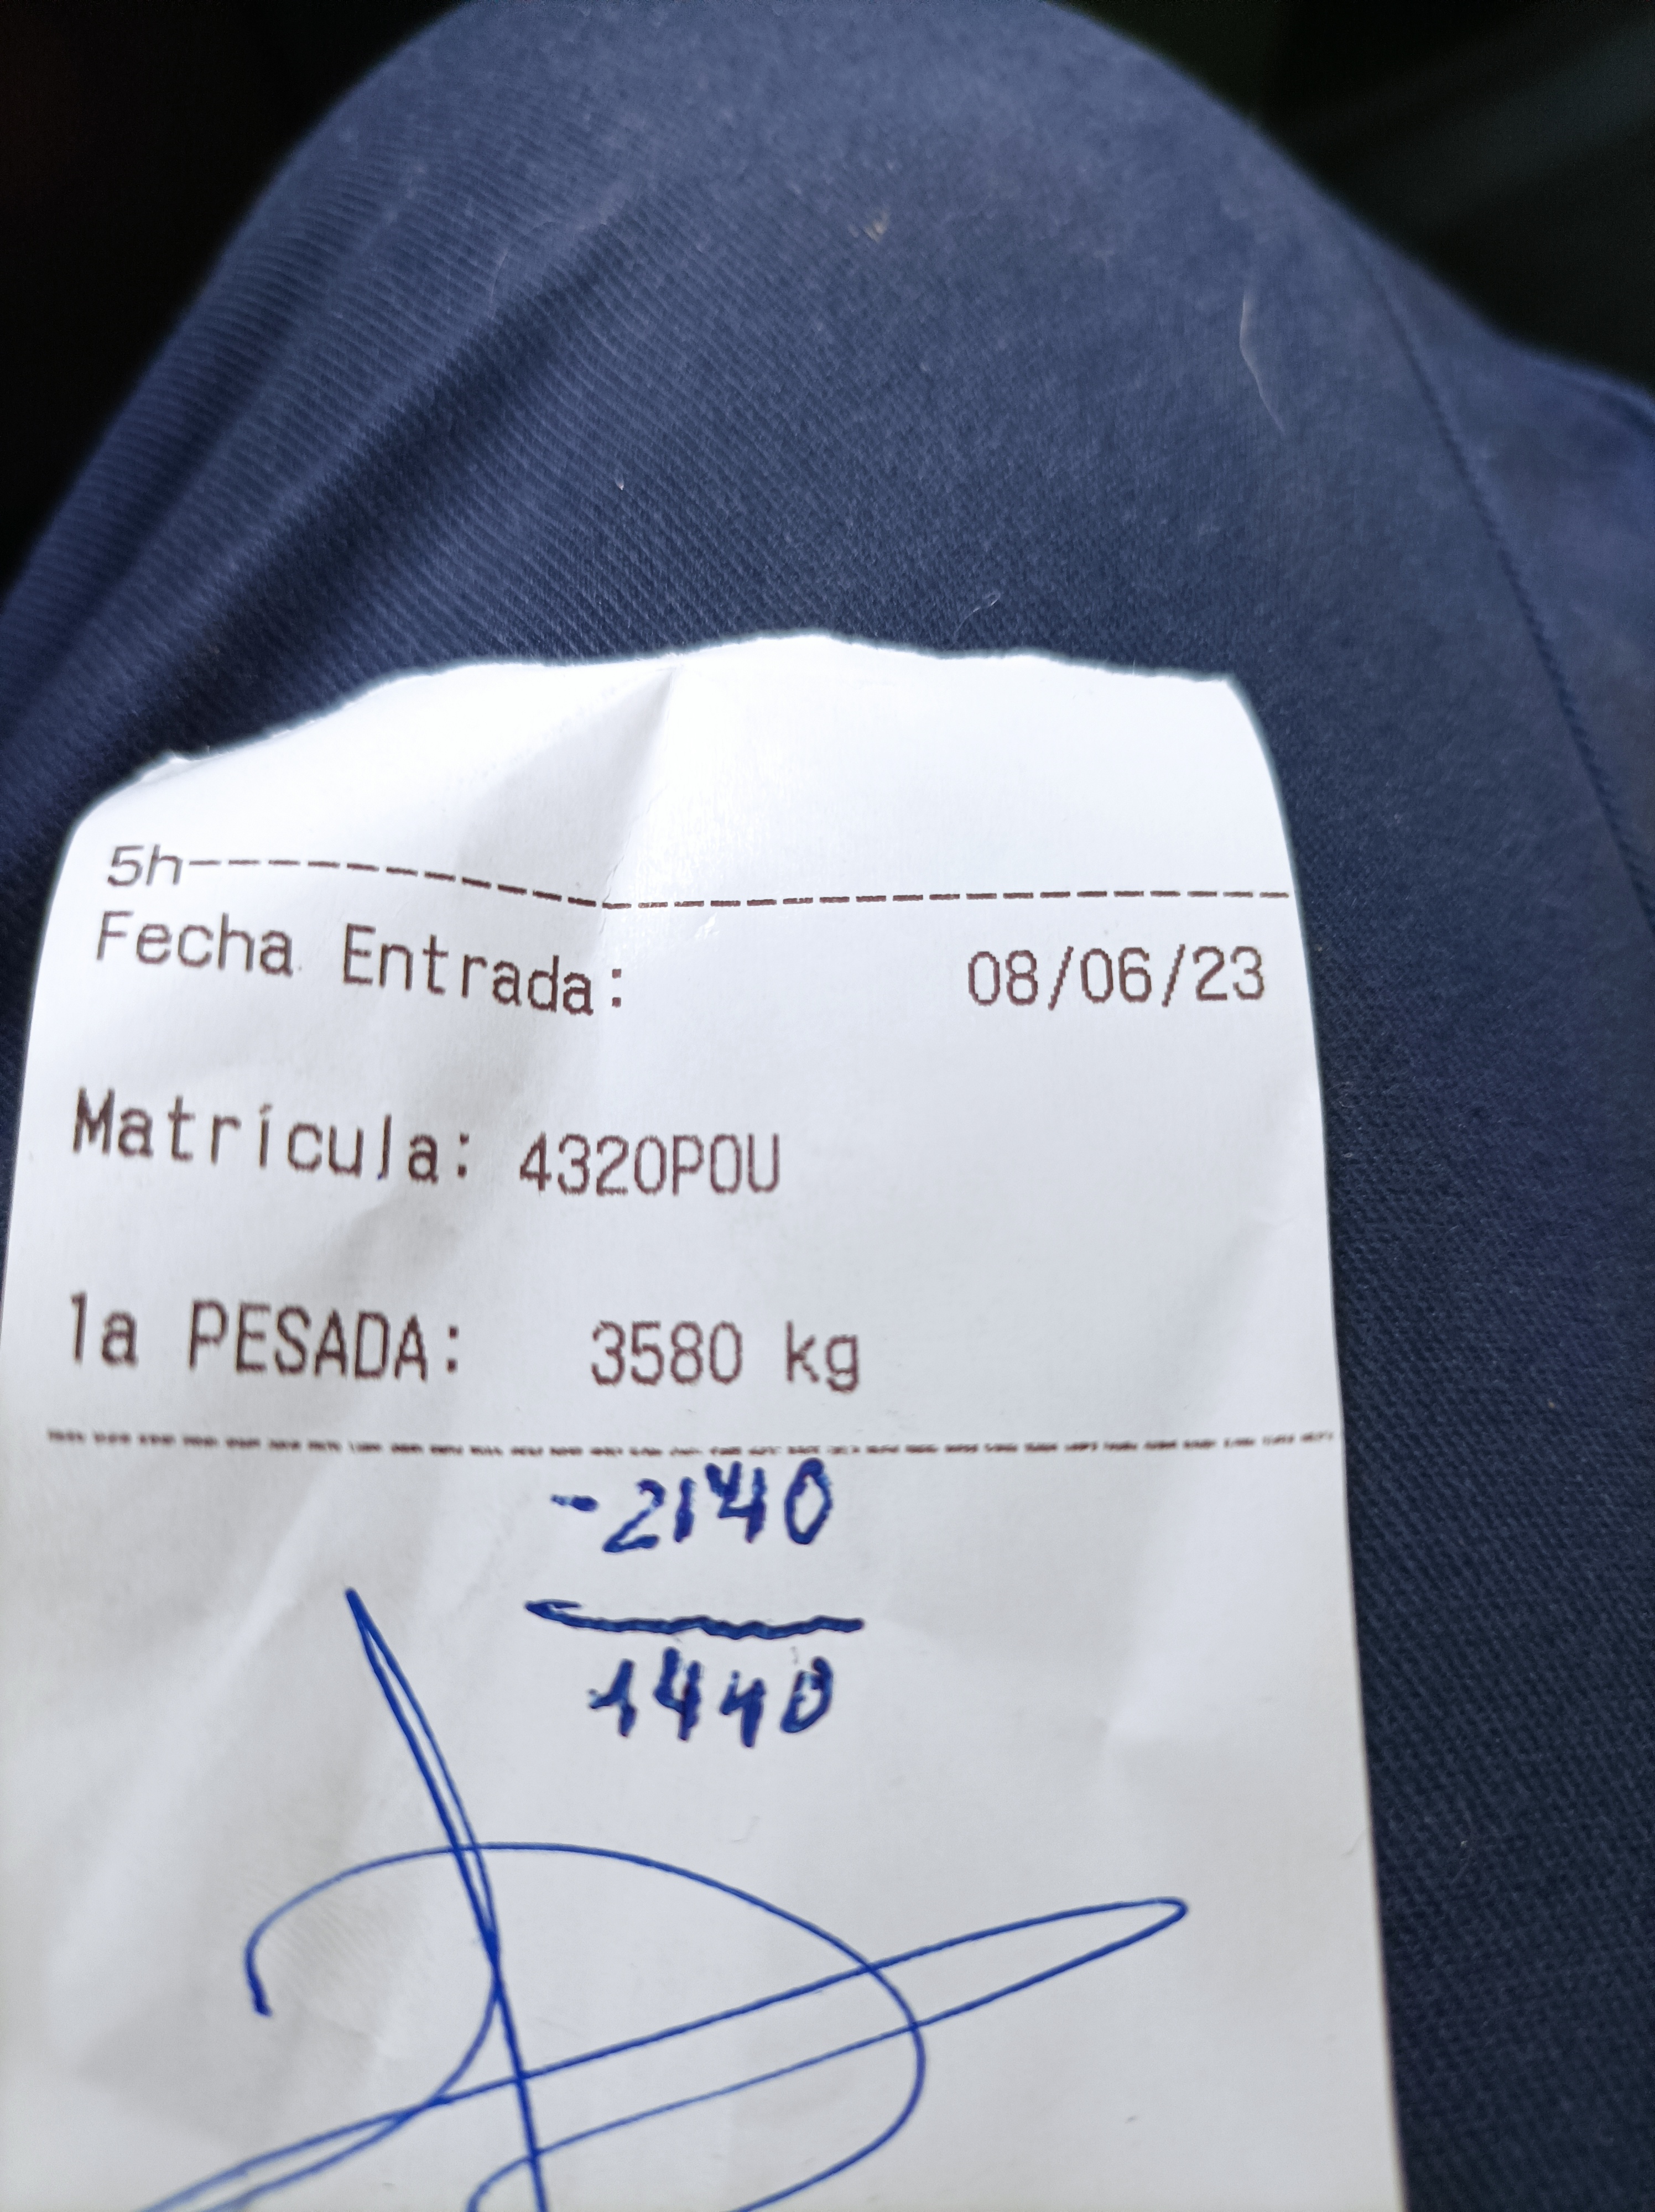 5h--------------------------------
Fecha Entrada: 08/06/23
Matrícula: 4320POU
1a PESADA: 3580 kg
-2140
1440